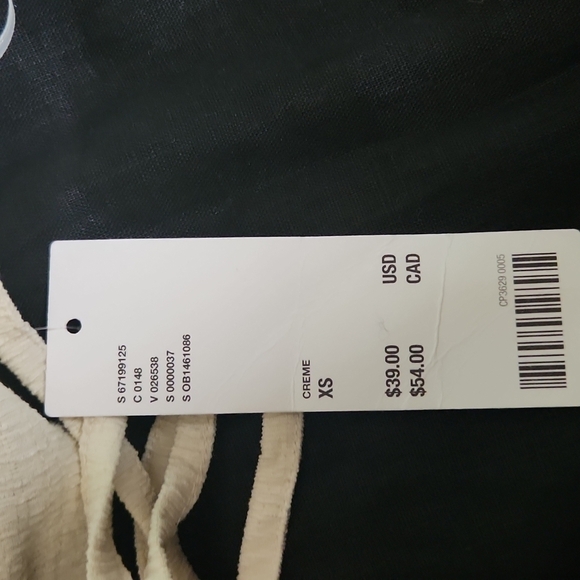 S 67199125
C 0148
V 026538
S 0000037
S OB1461086
CREME
XS
$39.00 USD
$54.00 CAD
CP3629 0005